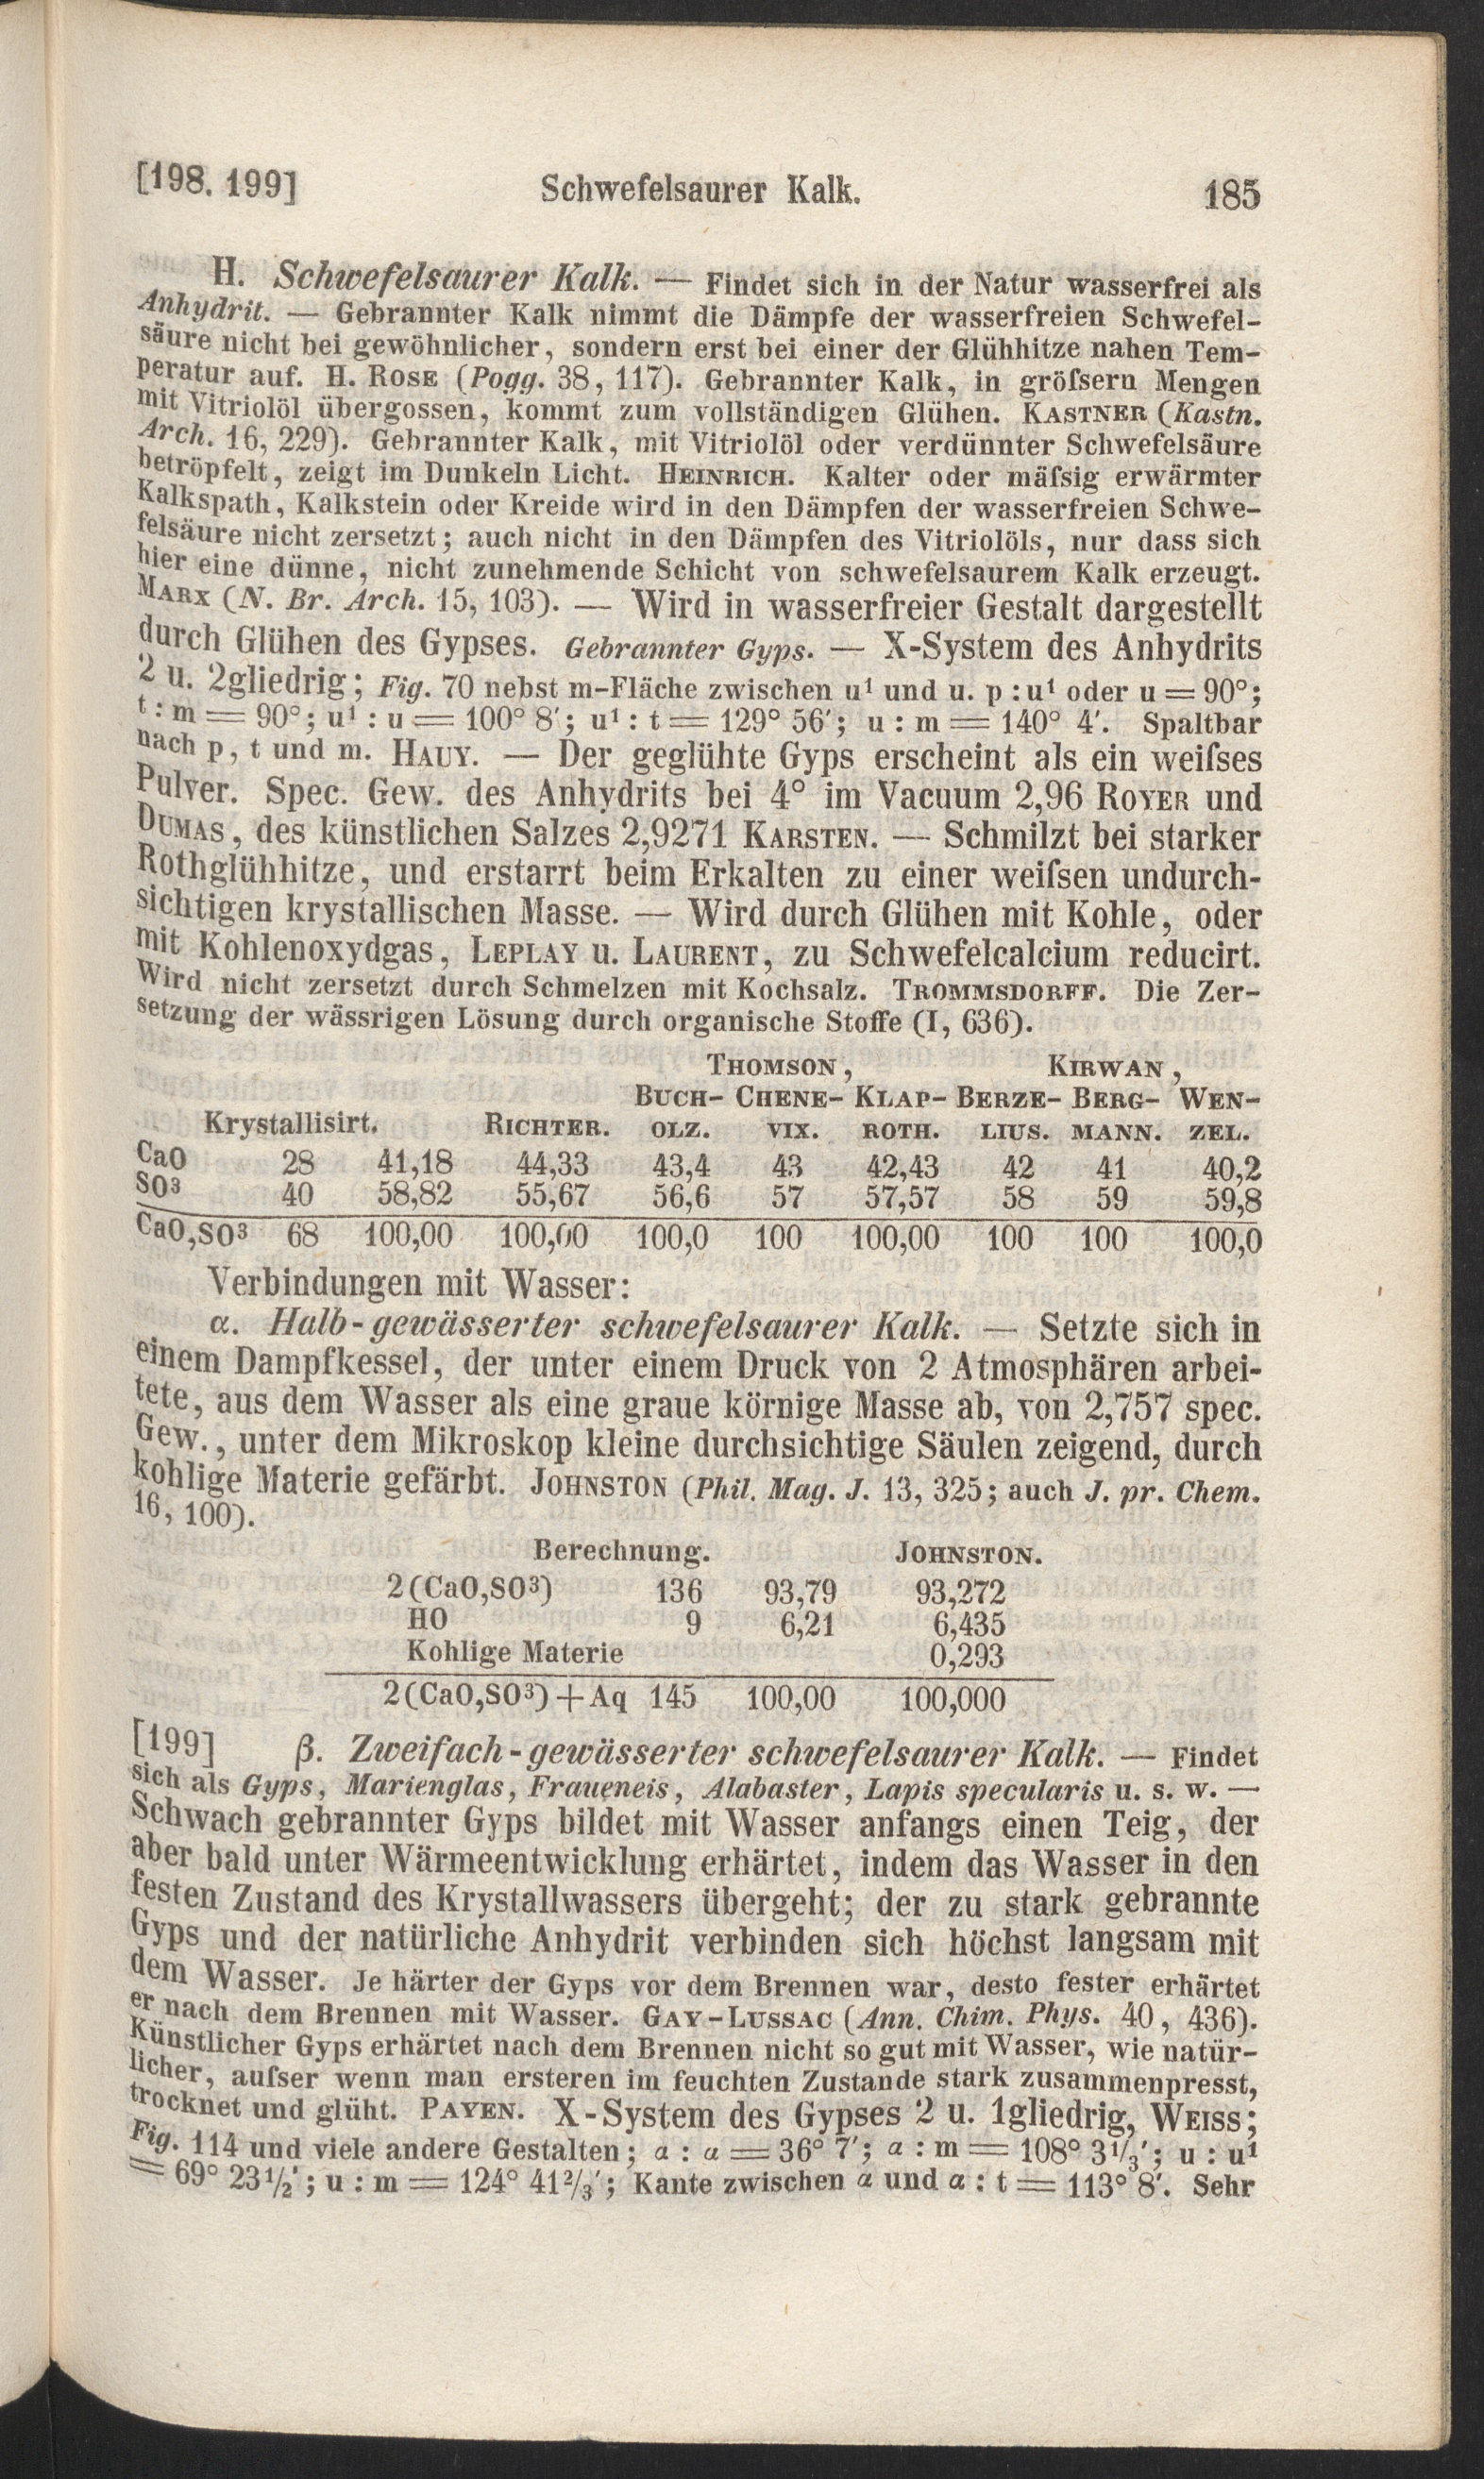 [198. 199] Schwefelsaurer Kalk. 185
H. Schwefelsaurer Kalk. — Findet sich in der Natur wasserfrei als
Anhydrit. — Gebrannter Kalk nimmt die Dämpfe der wasserfreien Schwefel-
säure nicht bei gewöhnlicher, sondern erst bei einer der Glühhitze nahen Tem-
peratur auf. H. ROSE (Pogg. 38, 117). Gebrannter Kalk, in gröſsern Mengen
mit Vitriolöl übergossen, kommt zum vollständigen Glühen. KASTNER (Kastn.
Arch. 16, 229). Gebrannter Kalk, mit Vitriolöl oder verdünnter Schwefelsäure
betröpfelt, zeigt im Dunkeln Licht. HEINRICH. Kalter oder mäſsig erwärmter
Kalkspath, Kalkstein oder Kreide wird in den Dämpfen der wasserfreien Schwe-
felsäure nicht zersetzt; auch nicht in den Dämpfen des Vitriolöls, nur dass sich
hier eine dünne, nicht zunehmende Schicht von schwefelsaurem Kalk erzeugt.
MARX (N. Br. Arch. 15, 103). — Wird in wasserfreier Gestalt dargestellt
durch Glühen des Gypses. Gebrannter Gyps. — X-System des Anhydrits
2 u. 2gliedrig; Fig. 70 nebst m-Fläche zwischen u¹ und u. p : u¹ oder u = 90°;
t : m = 90°; u¹ : u = 100° 8′; u¹ : t = 129° 56′; u : m = 140° 4′. Spaltbar
nach p, t und m. HAUY. — Der geglühte Gyps erscheint als ein weiſses
Pulver. Spec. Gew. des Anhydrits bei 4° im Vacuum 2,96 ROYER und
DUMAS, des künstlichen Salzes 2,9271 KARSTEN. — Schmilzt bei starker
Rothglühhitze, und erstarrt beim Erkalten zu einer weiſsen undurch-
sichtigen krystallischen Masse. — Wird durch Glühen mit Kohle, oder
mit Kohlenoxydgas, LEPLAY u. LAURENT, zu Schwefelcalcium reducirt.
Wird nicht zersetzt durch Schmelzen mit Kochsalz. TROMMSDORFF. Die Zer-
setzung der wässrigen Lösung durch organische Stoffe (I, 636).
THOMSON, KIRWAN,
BUCH- CHENE- KLAP- BERZE- BERG- WEN-
Krystallisirt. RICHTER. OLZ. VIX. ROTH. LIUS. MANN. ZEL.
CaO 28 41,18 44,33 43,4 43 42,43 42 41 40,2
SO³ 40 58,82 55,67 56,6 57 57,57 58 59 59,8
CaO,SO³ 68 100,00 100,00 100,0 100 100,00 100 100 100,0
Verbindungen mit Wasser:
α. Halb-gewässerter schwefelsaurer Kalk. — Setzte sich in
einem Dampfkessel, der unter einem Druck von 2 Atmosphären arbei-
tete, aus dem Wasser als eine graue körnige Masse ab, von 2,757 spec.
Gew., unter dem Mikroskop kleine durchsichtige Säulen zeigend, durch
kohlige Materie gefärbt. JOHNSTON (Phil. Mag. J. 13, 325; auch J. pr. Chem.
16, 100).
Berechnung. JOHNSTON.
2(CaO,SO³) 136 93,79 93,272
HO 9 6,21 6,435
Kohlige Materie 0,293
2(CaO,SO³)+Aq 145 100,00 100,000
[199] β. Zweifach-gewässerter schwefelsaurer Kalk. — Findet
sich als Gyps, Marienglas, Fraueneis, Alabaster, Lapis specularis u. s. w. —
Schwach gebrannter Gyps bildet mit Wasser anfangs einen Teig, der
aber bald unter Wärmeentwicklung erhärtet, indem das Wasser in den
festen Zustand des Krystallwassers übergeht; der zu stark gebrannte
Gyps und der natürliche Anhydrit verbinden sich höchst langsam mit
dem Wasser. Je härter der Gyps vor dem Brennen war, desto fester erhärtet
er nach dem Brennen mit Wasser. GAY-LUSSAC (Ann. Chim. Phys. 40, 436).
Künstlicher Gyps erhärtet nach dem Brennen nicht so gut mit Wasser, wie natür-
licher, auſser wenn man ersteren im feuchten Zustande stark zusammenpresst,
trocknet und glüht. PAYEN. X-System des Gypses 2 u. 1gliedrig, WEISS;
Fig. 114 und viele andere Gestalten; α : α = 36° 7′; α : m = 108° 3⅓′; u : u¹
= 69° 23½′; u : m = 124° 41⅔′; Kante zwischen α und α : t = 113° 8′. Sehr